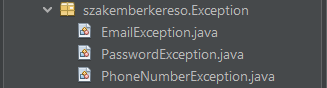 szakemberkereso.Exception
EmailException.java
PasswordException.java
PhoneNumberException.java